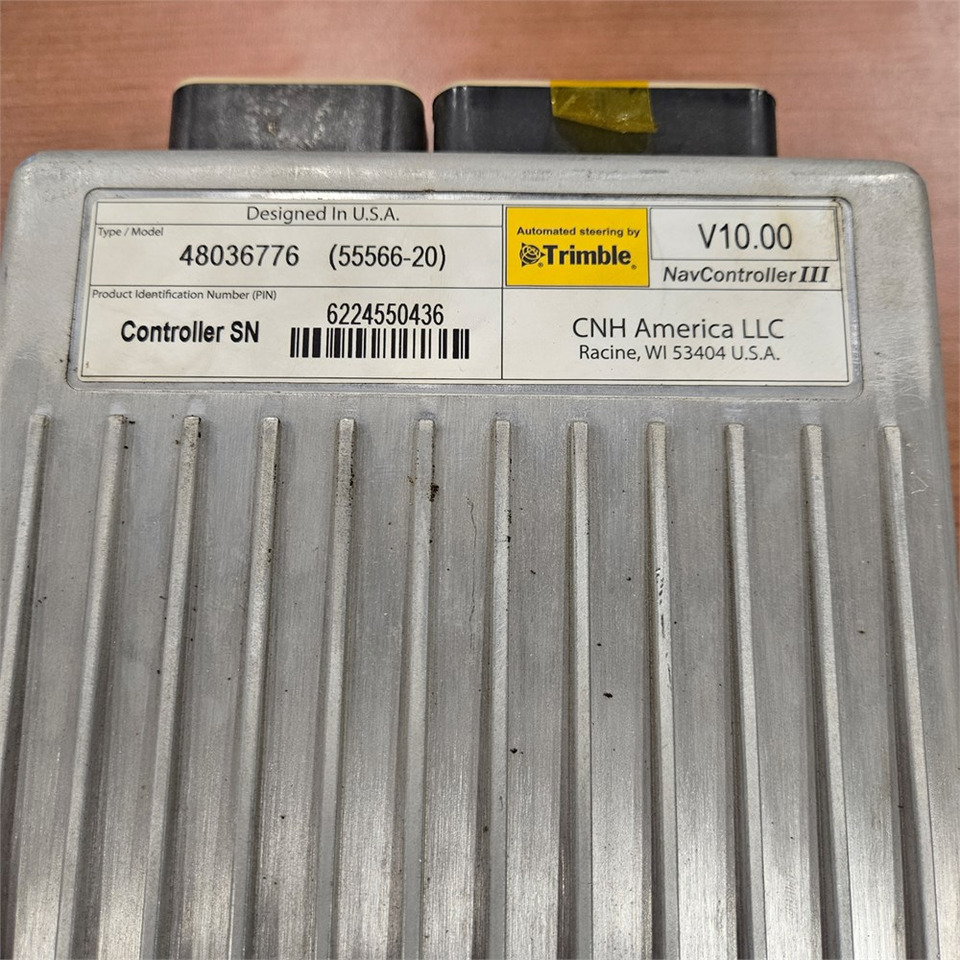 Designed In U.S.A.
Type / Model
48036776 (55566-20)
Product Identification Number (PIN)
Controller SN
6224550436
Automated steering by
Trimble®
V10.00
NavController III
CNH America LLC
Racine, WI 53404 U.S.A.